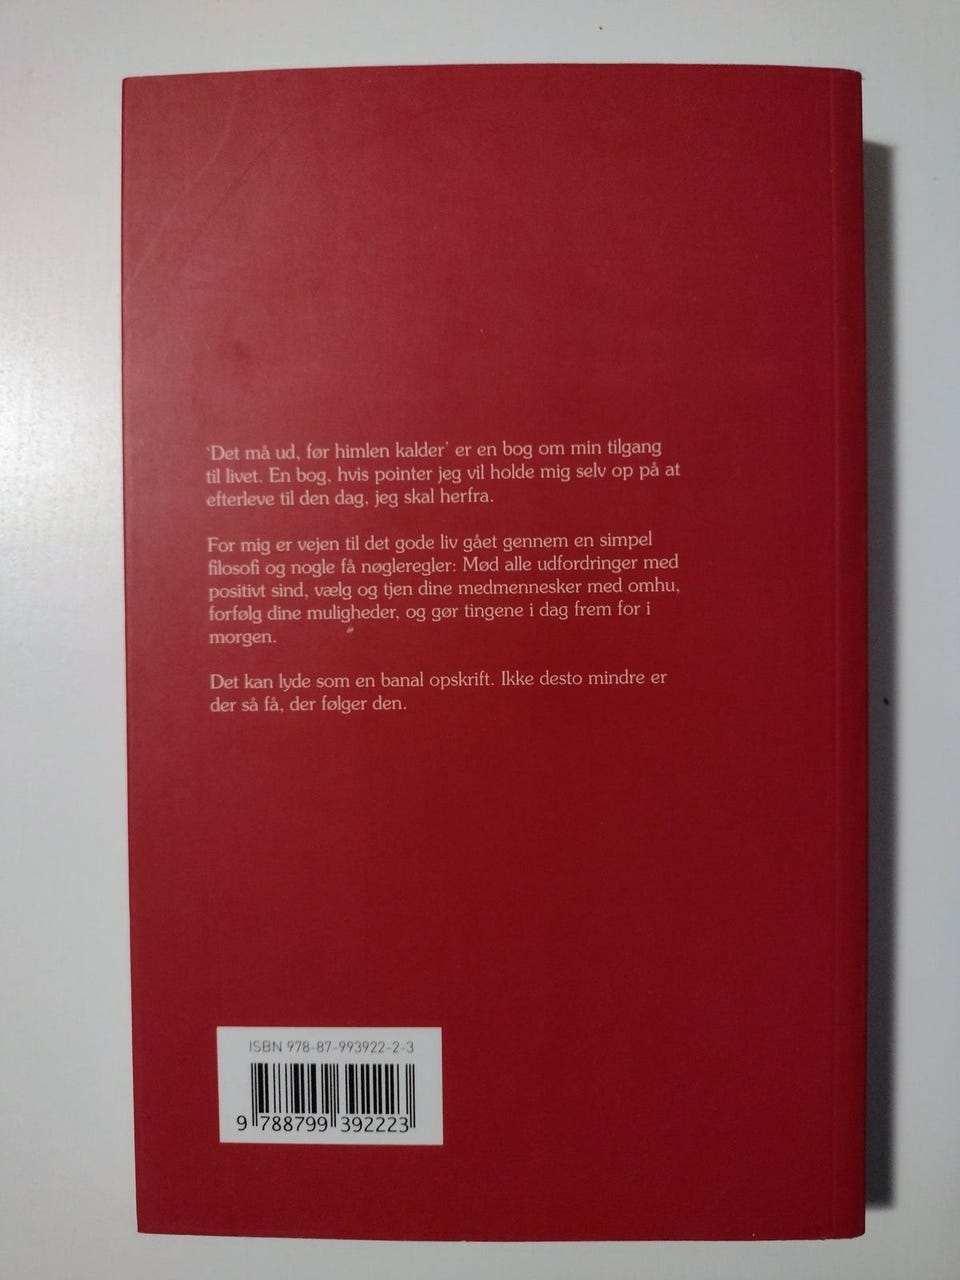 'Det må ud, før himlen kalder' er en bog om min tilgang
til livet. En bog, hvis pointer jeg vil holde mig selv op på at
efterleve til den dag, jeg skal herfra.
For mig er vejen til det gode liv gået gennem en simpel
filosofi og nogle få nøgleregler: Mød alle udfordringer med
positivt sind, vælg og tjen dine medmennesker med omhu,
forfølg dine muligheder, og gør tingene i dag frem for i
morgen.
Det kan lyde som en banal opskrift. Ikke desto mindre er
der så få, der følger den.
ISBN 978-87-993922-2-3
9 788799 392223